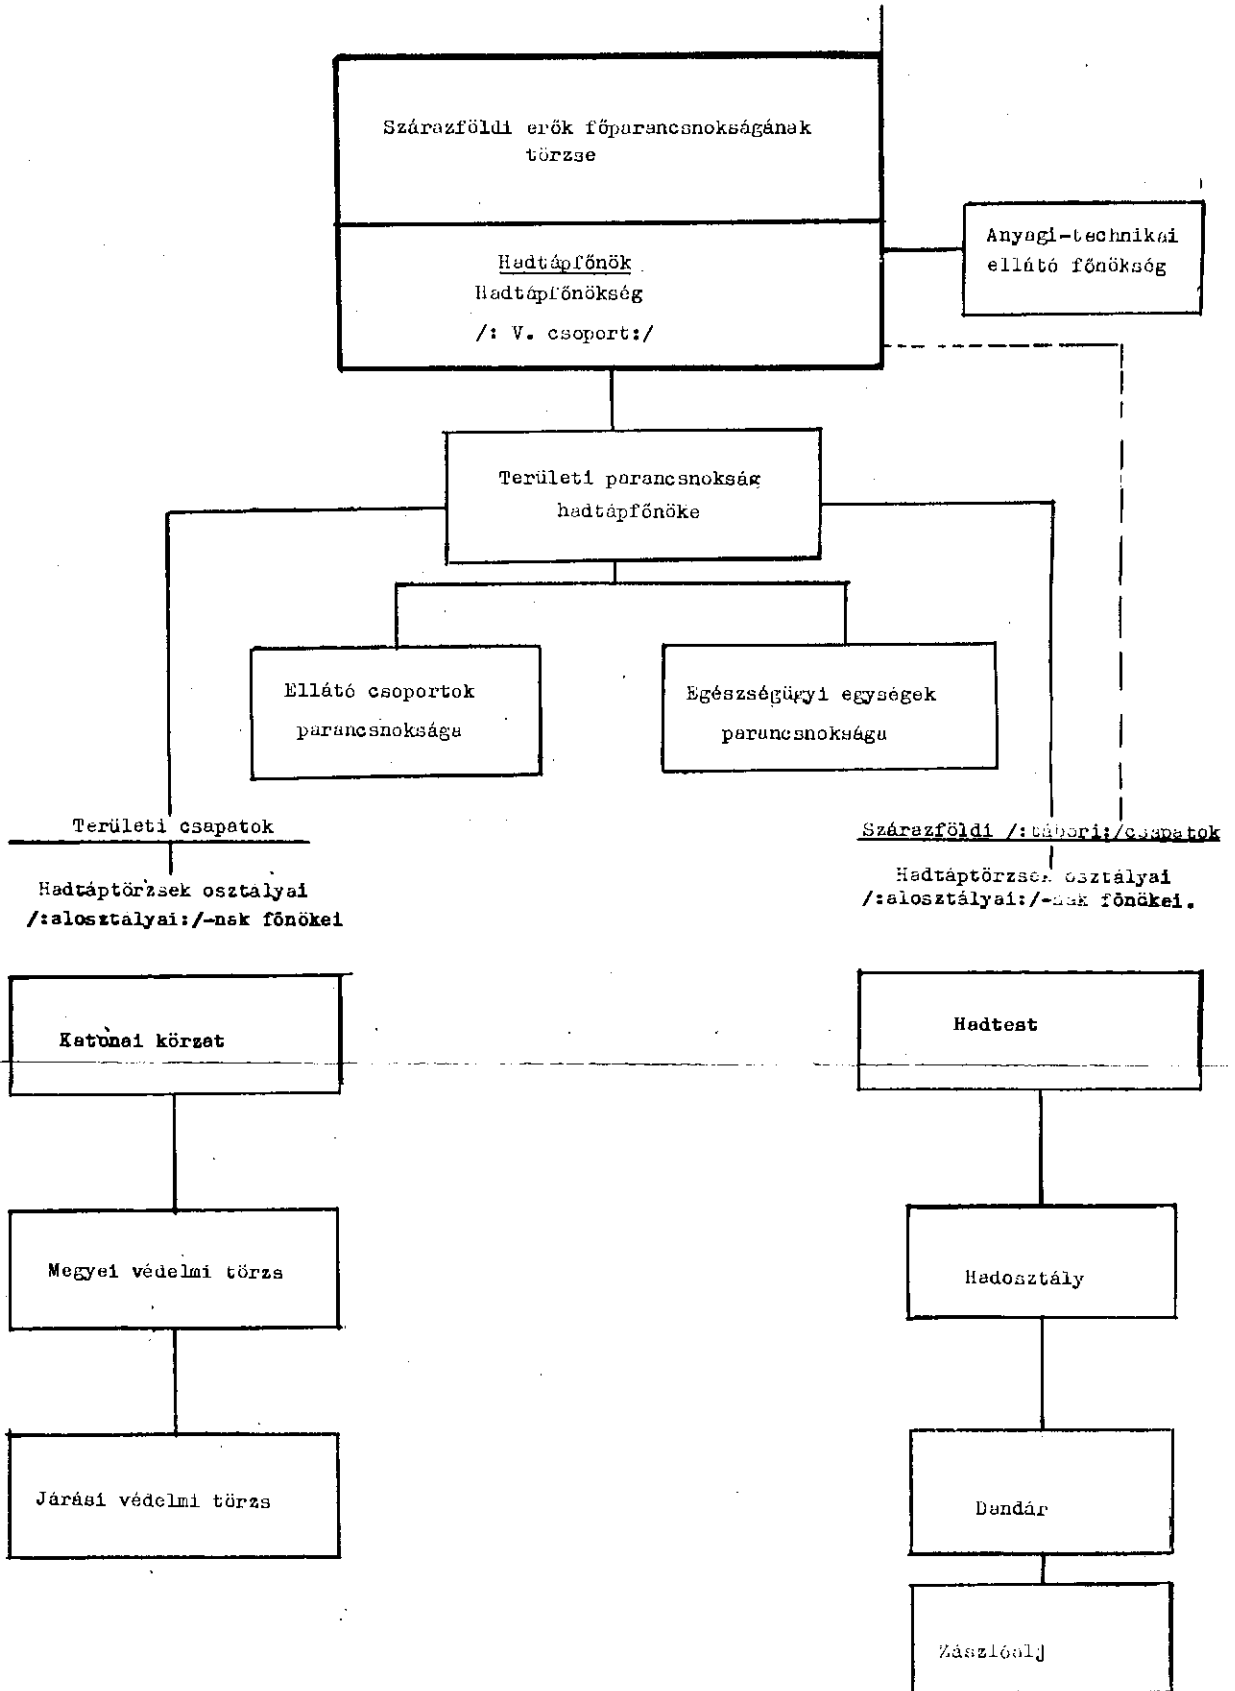 Szárazföldi erők főparancsnokságának
törzse
Hadtápfőnök
Hadtápfőnökség
/: V. csoport:/
Anyagi-technikai
ellátó főnökség
Területi parancsnokság
hadtápfőnöke
Ellátó csoportok
parancsnoksága
Egészségügyi egységek
parancsnoksága
Területi csapatok
Hadtáptörzsek osztályai
/:alosztályai:/-nak főnökei
Szárazföldi /:tábori:/csapatok
Hadtáptörzsek osztályai
/:alosztályai:/-nak főnökei.
Katonai körzet
Megyei védelmi törzs
Járási védelmi törzs
Hadtest
Hadosztály
Dandár
Zászlóalj